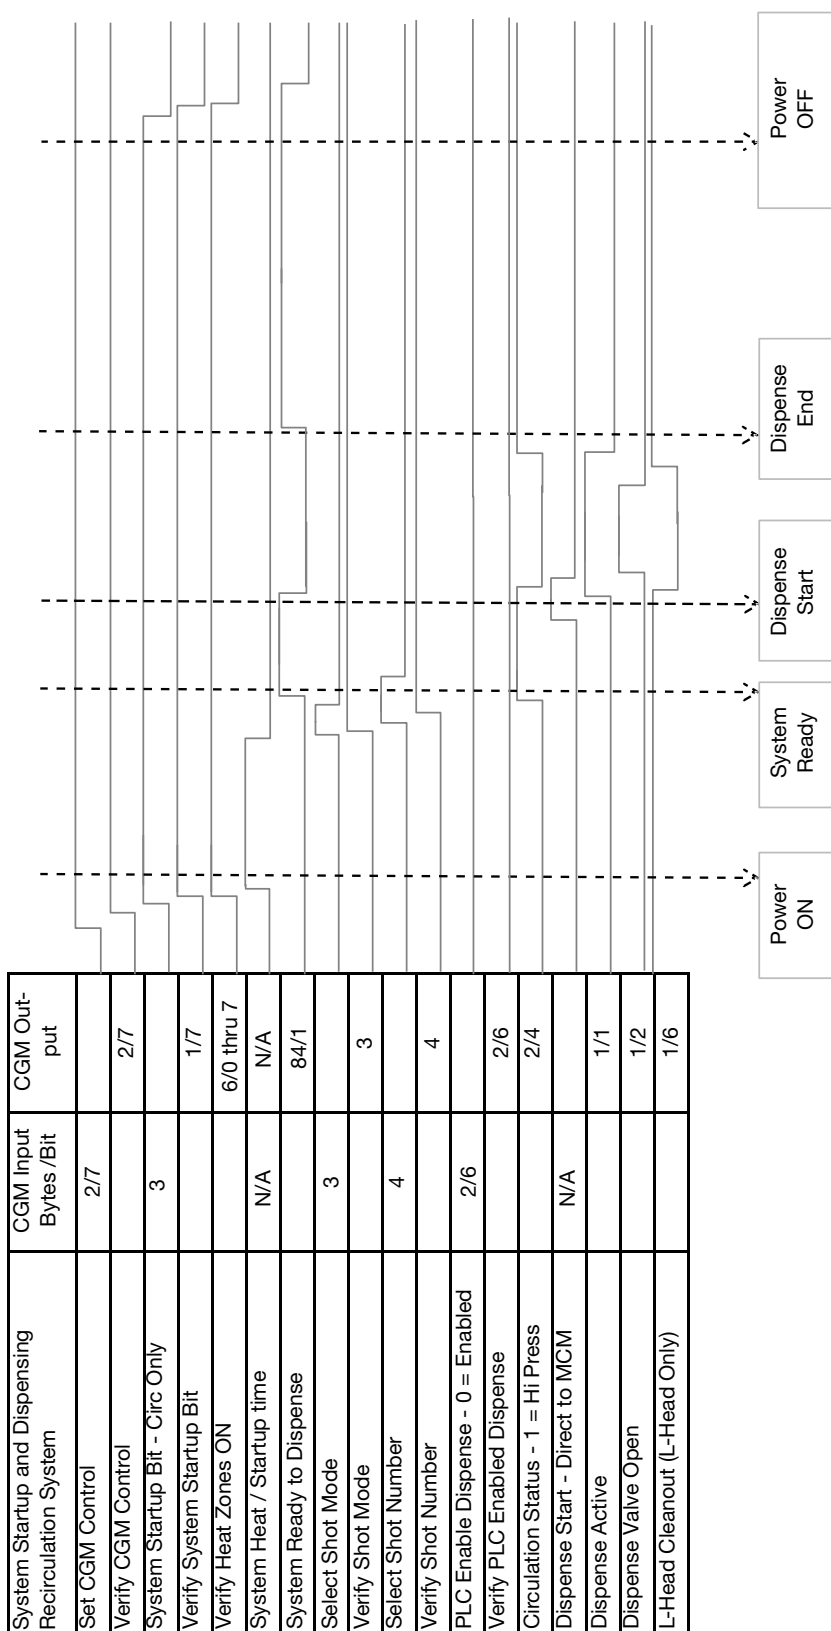 System Startup and Dispensing
Recirculation System
CGM Input
Bytes /Bit
CGM Out-
put
Set CGM Control
2/7
Verify CGM Control
2/7
System Startup Bit - Circ Only
3
Verify System Startup Bit
1/7
Verify Heat Zones ON
6/0 thru 7
System Heat / Startup time
N/A
N/A
System Ready to Dispense
84/1
Select Shot Mode
3
Verify Shot Mode
3
Select Shot Number
4
Verify Shot Number
4
PLC Enable Dispense - 0 = Enabled
2/6
Verify PLC Enabled Dispense
2/6
Circulation Status - 1 = Hi Press
2/4
Dispense Start - Direct to MCM
N/A
Dispense Active
1/1
Dispense Valve Open
1/2
L-Head Cleanout (L-Head Only)
1/6
Power
ON
System
Ready
Dispense
Start
Dispense
End
Power
OFF